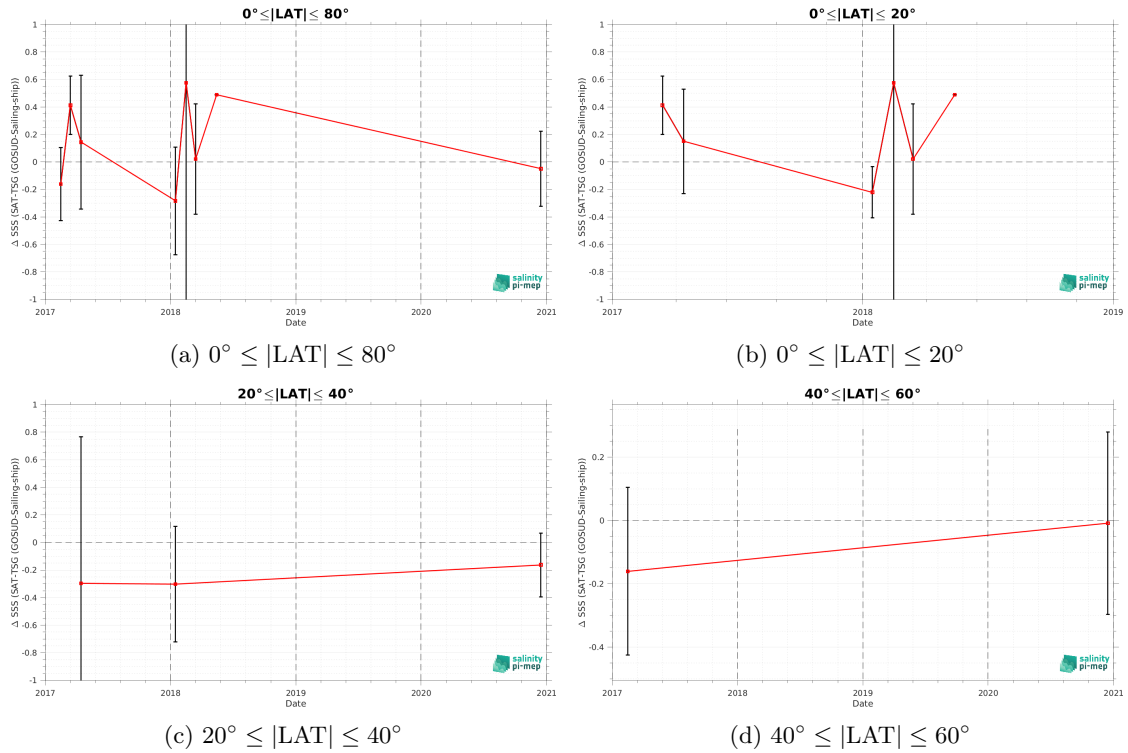 0°≤|LAT|≤ 80°
1
0.8
0.6
0.4
0.2
0
-0.2
-0.4
-0.6
-0.8
-1
Δ SSS (SAT-TSG (GOSUD-Sailing-ship))
2017
2018
2019
2020
2021
Date
salinity
pi-mep
(a) 0° ≤ |LAT| ≤ 80°
0°≤|LAT|≤ 20°
1
0.8
0.6
0.4
0.2
0
-0.2
-0.4
-0.6
-0.8
-1
Δ SSS (SAT-TSG (GOSUD-Sailing-ship))
2017
2018
2019
Date
salinity
pi-mep
(b) 0° ≤ |LAT| ≤ 20°
20°≤|LAT|≤ 40°
1
0.8
0.6
0.4
0.2
0
-0.2
-0.4
-0.6
-0.8
-1
Δ SSS (SAT-TSG (GOSUD-Sailing-ship))
2017
2018
2019
2020
2021
Date
salinity
pi-mep
(c) 20° ≤ |LAT| ≤ 40°
40°≤|LAT|≤ 60°
0.2
0
-0.2
-0.4
Δ SSS (SAT-TSG (GOSUD-Sailing-ship))
2017
2018
2019
2020
2021
Date
salinity
pi-mep
(d) 40° ≤ |LAT| ≤ 60°